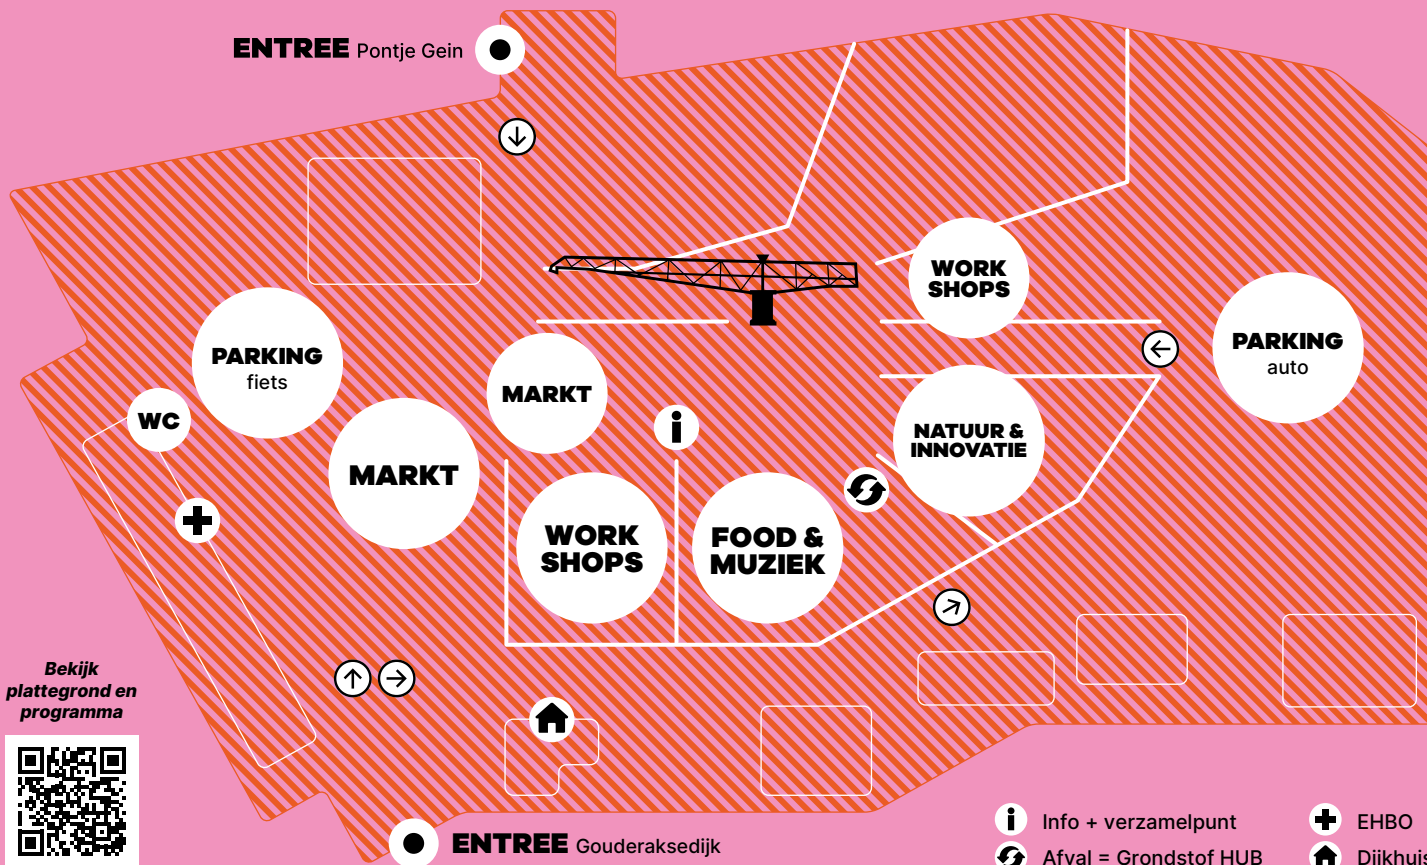 ENTREE Pontje Gein
WORK
SHOPS
PARKING
auto
PARKING
fiets
MARKT
WC
NATUUR &
INNOVATIE
MARKT
WORK
SHOPS
FOOD &
MUZIEK
Bekijk
plattegrond en
programma
ENTREE Gouderaksedijk
Info + verzamelpunt
EHBO
Afval = Grondstof HUB